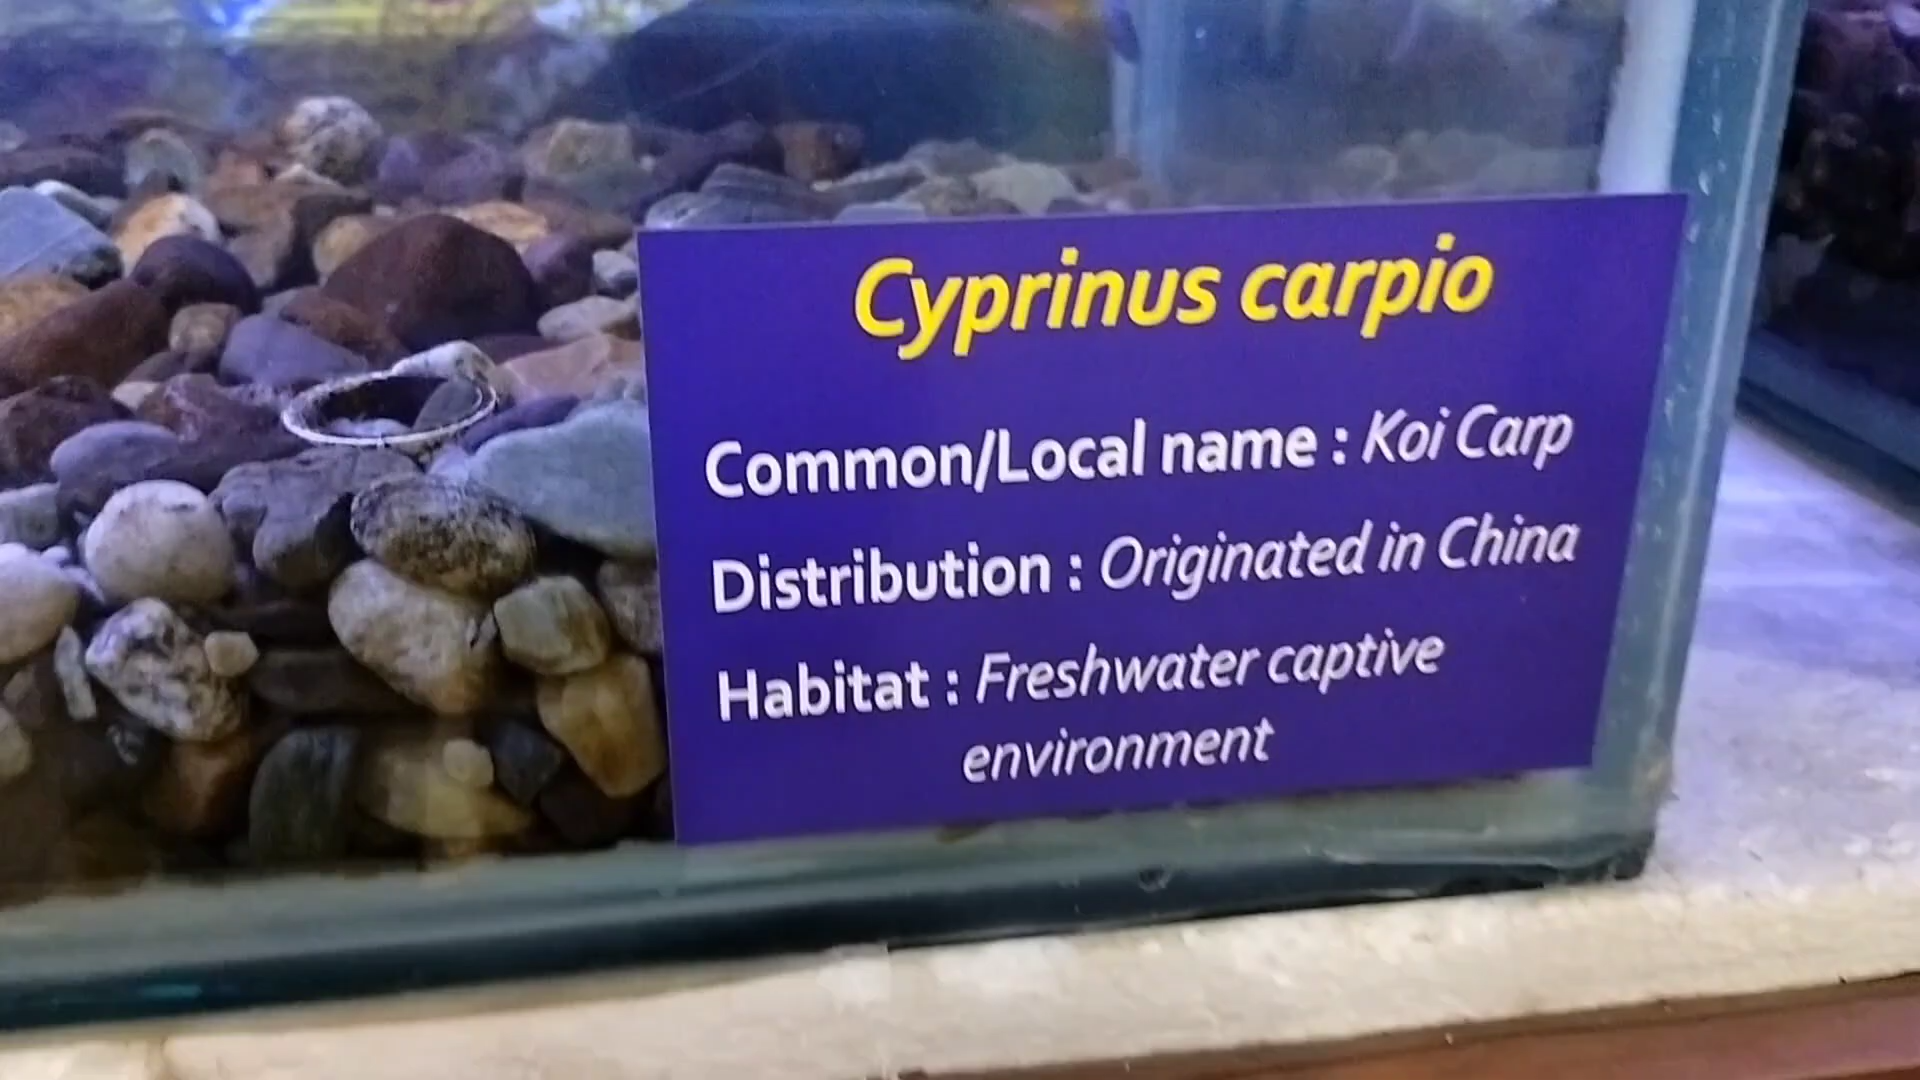 Cyprinus carpio
Common/Local name : Koi Carp
Distribution : Originated in China
Habitat : Freshwater captive
environment